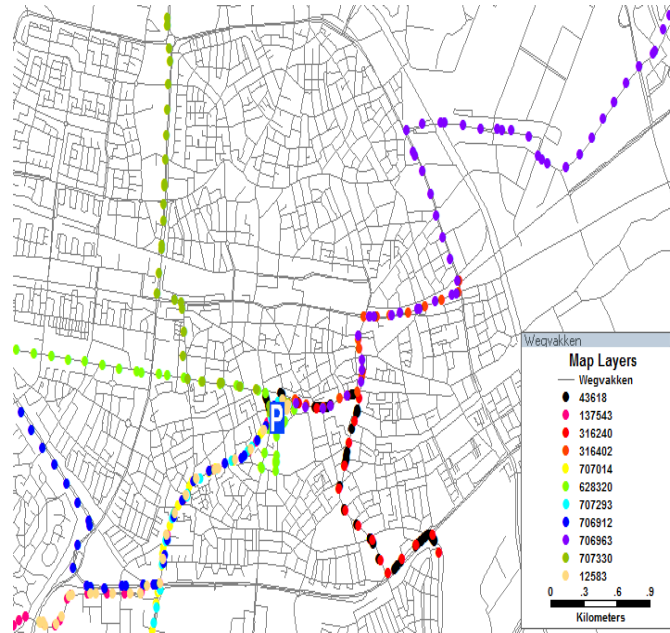 P
Wegvakken
Map Layers
Wegvakken
43618
137543
316240
316402
707014
628320
707293
706912
706963
707330
12583
0 .3 .6 .9
Kilometers